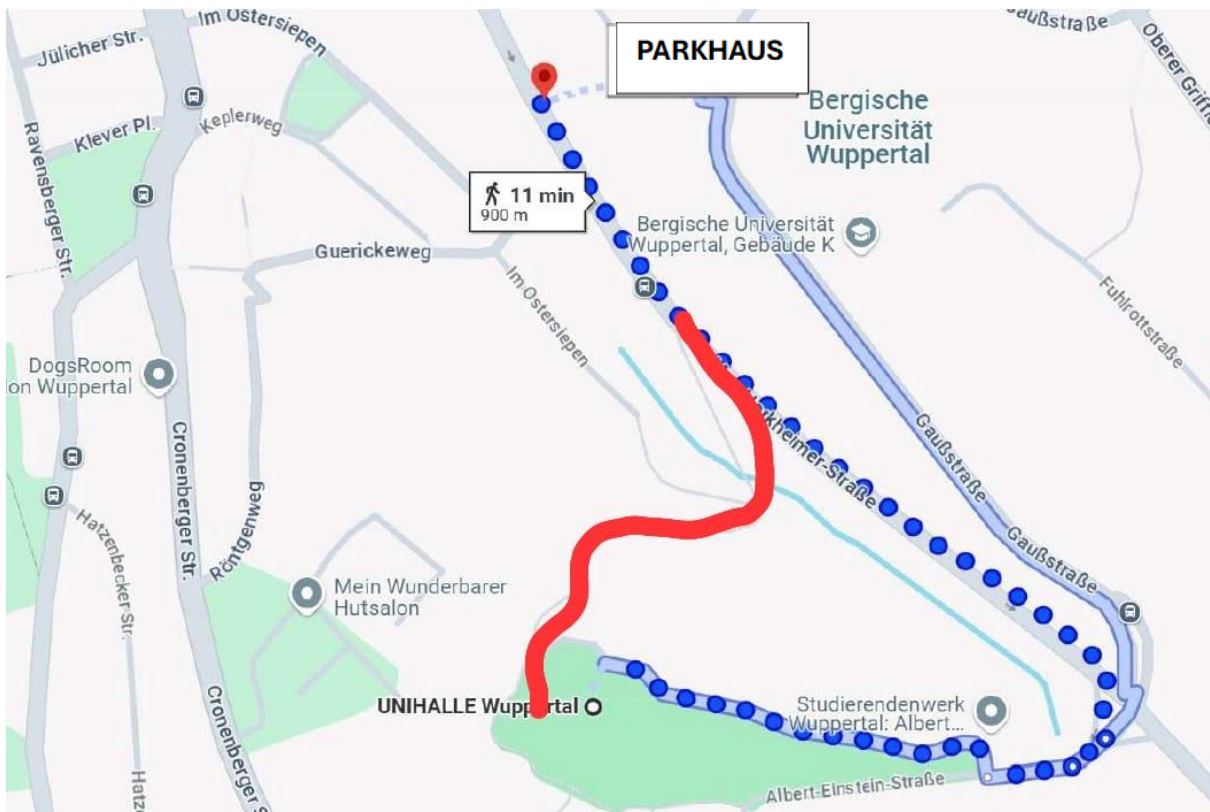 Im Ostersiepen
Jülicher Str.
Gaußstraße
Oberer Griffl
PARKHAUS
Bergische
Universität
Wuppertal
Klever Pl.
Keplerweg
Ravensberger Str.
11 min
900 m
Bergische Universität
Wuppertal, Gebäude K
Guerickeweg
Im Ostersiepen
Fuhlrottstraße
DogsRoom
on Wuppertal
Cronenberger Str.
Gaußstraße
Gaußstraße
Hatzenbecker Str.
Röntgenweg
Mein Wunderbarer
Hutsalon
UNIHALLE Wuppertal
Studierendenwerk
Wuppertal: Albert...
Cronenberger Str.
Albert-Einstein-Straße
Hatz